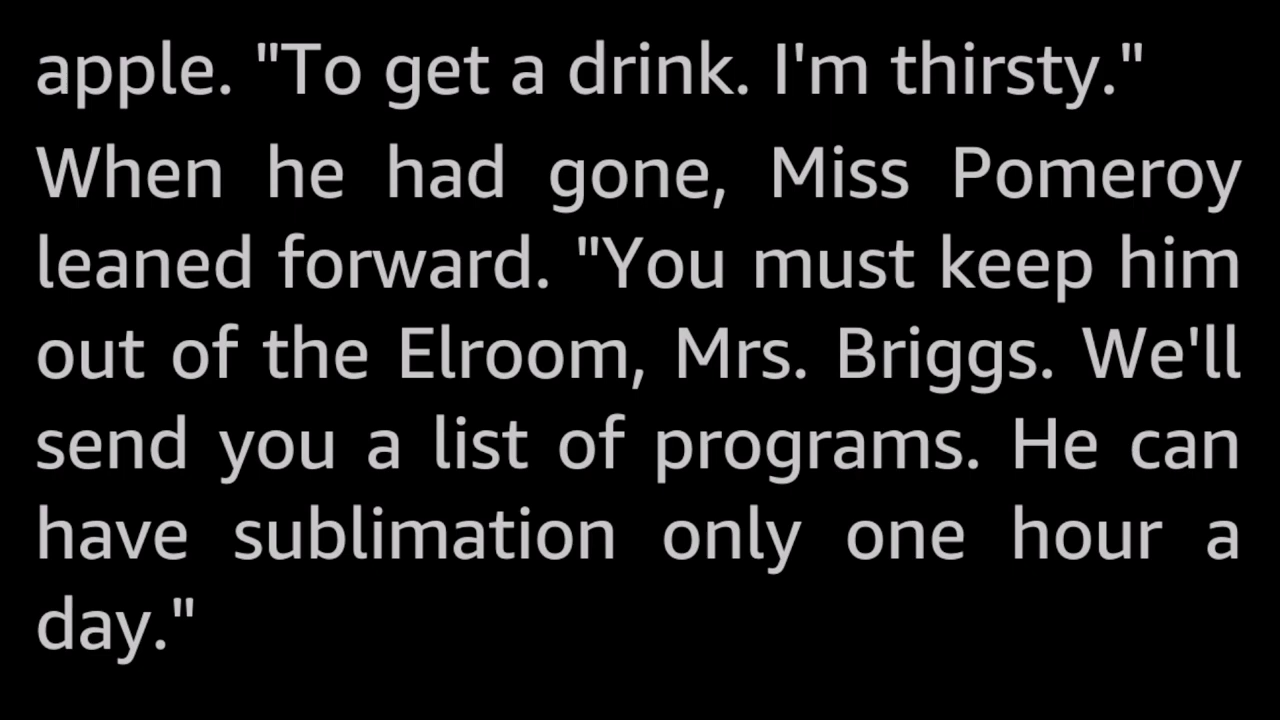 apple. "To get a drink. I'm thirsty."
When he had gone, Miss Pomeroy
leaned forward. "You must keep him
out of the Elroom, Mrs. Briggs. We'll
send you a list of programs. He can
have sublimation only one hour a
day."